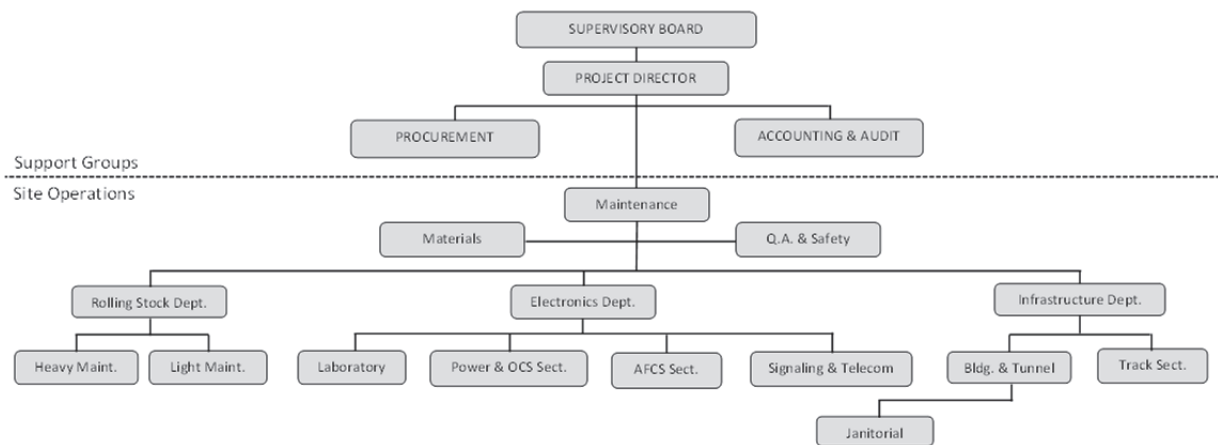 SUPERVISORY BOARD
PROJECT DIRECTOR
PROCUREMENT
ACCOUNTING & AUDIT
Support Groups
Site Operations
Maintenance
Materials
Q.A. & Safety
Rolling Stock Dept.
Electronics Dept.
Infrastructure Dept.
Heavy Maint.
Light Maint.
Laboratory
Power & OCS Sect.
AFCS Sect.
Signaling & Telecom
Bldg. & Tunnel
Track Sect.
Janitorial